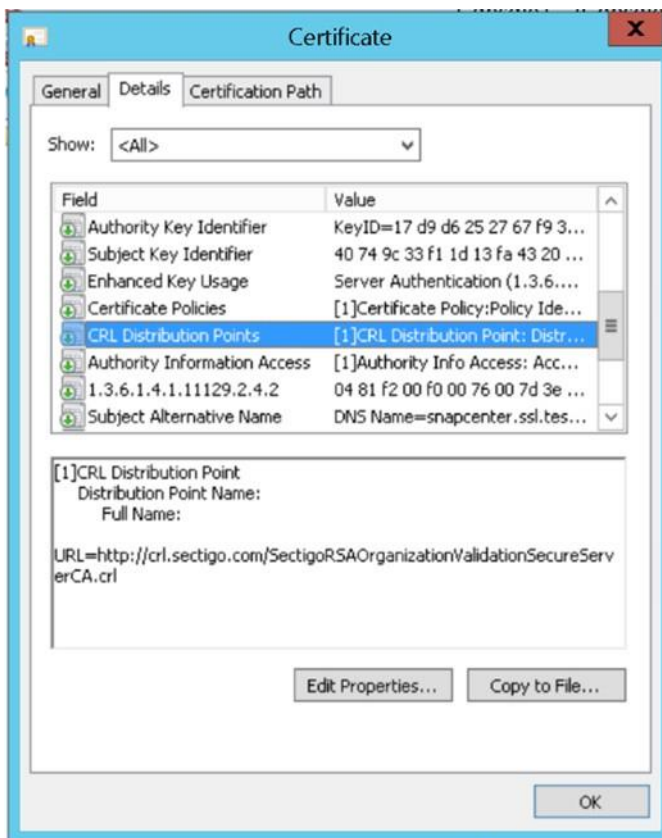 Certificate
X
General Details Certification Path
Show: <All>
Field Value
Authority Key Identifier KeyID=17 d9 d6 25 27 67 f9 3...
Subject Key Identifier 40 74 9c 33 f1 1d 13 fa 43 20 ...
Enhanced Key Usage Server Authentication (1.3.6....
Certificate Policies [1]Certificate Policy:Policy Ide...
CRL Distribution Points [1]CRL Distribution Point: Distr...
Authority Information Access [1]Authority Info Access: Acc...
1.3.6.1.4.1.11129.2.4.2 04 81 f2 00 f0 00 76 00 7d 3e ...
Subject Alternative Name DNS Name=snapcenter.ssl.tes...
[1]CRL Distribution Point
Distribution Point Name:
Full Name:
URL=http://crl.sectigo.com/SectigoRSAOrganizationValidationSecureServ
erCA.crl
Edit Properties... Copy to File...
OK